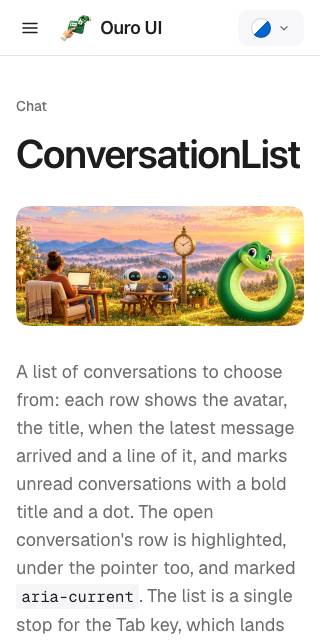 Ouro UI
Chat
ConversationList
A list of conversations to choose
from: each row shows the avatar,
the title, when the latest message
arrived and a line of it, and marks
unread conversations with a bold
title and a dot. The open
conversation's row is highlighted,
under the pointer too, and marked
aria-current. The list is a single
stop for the Tab key, which lands